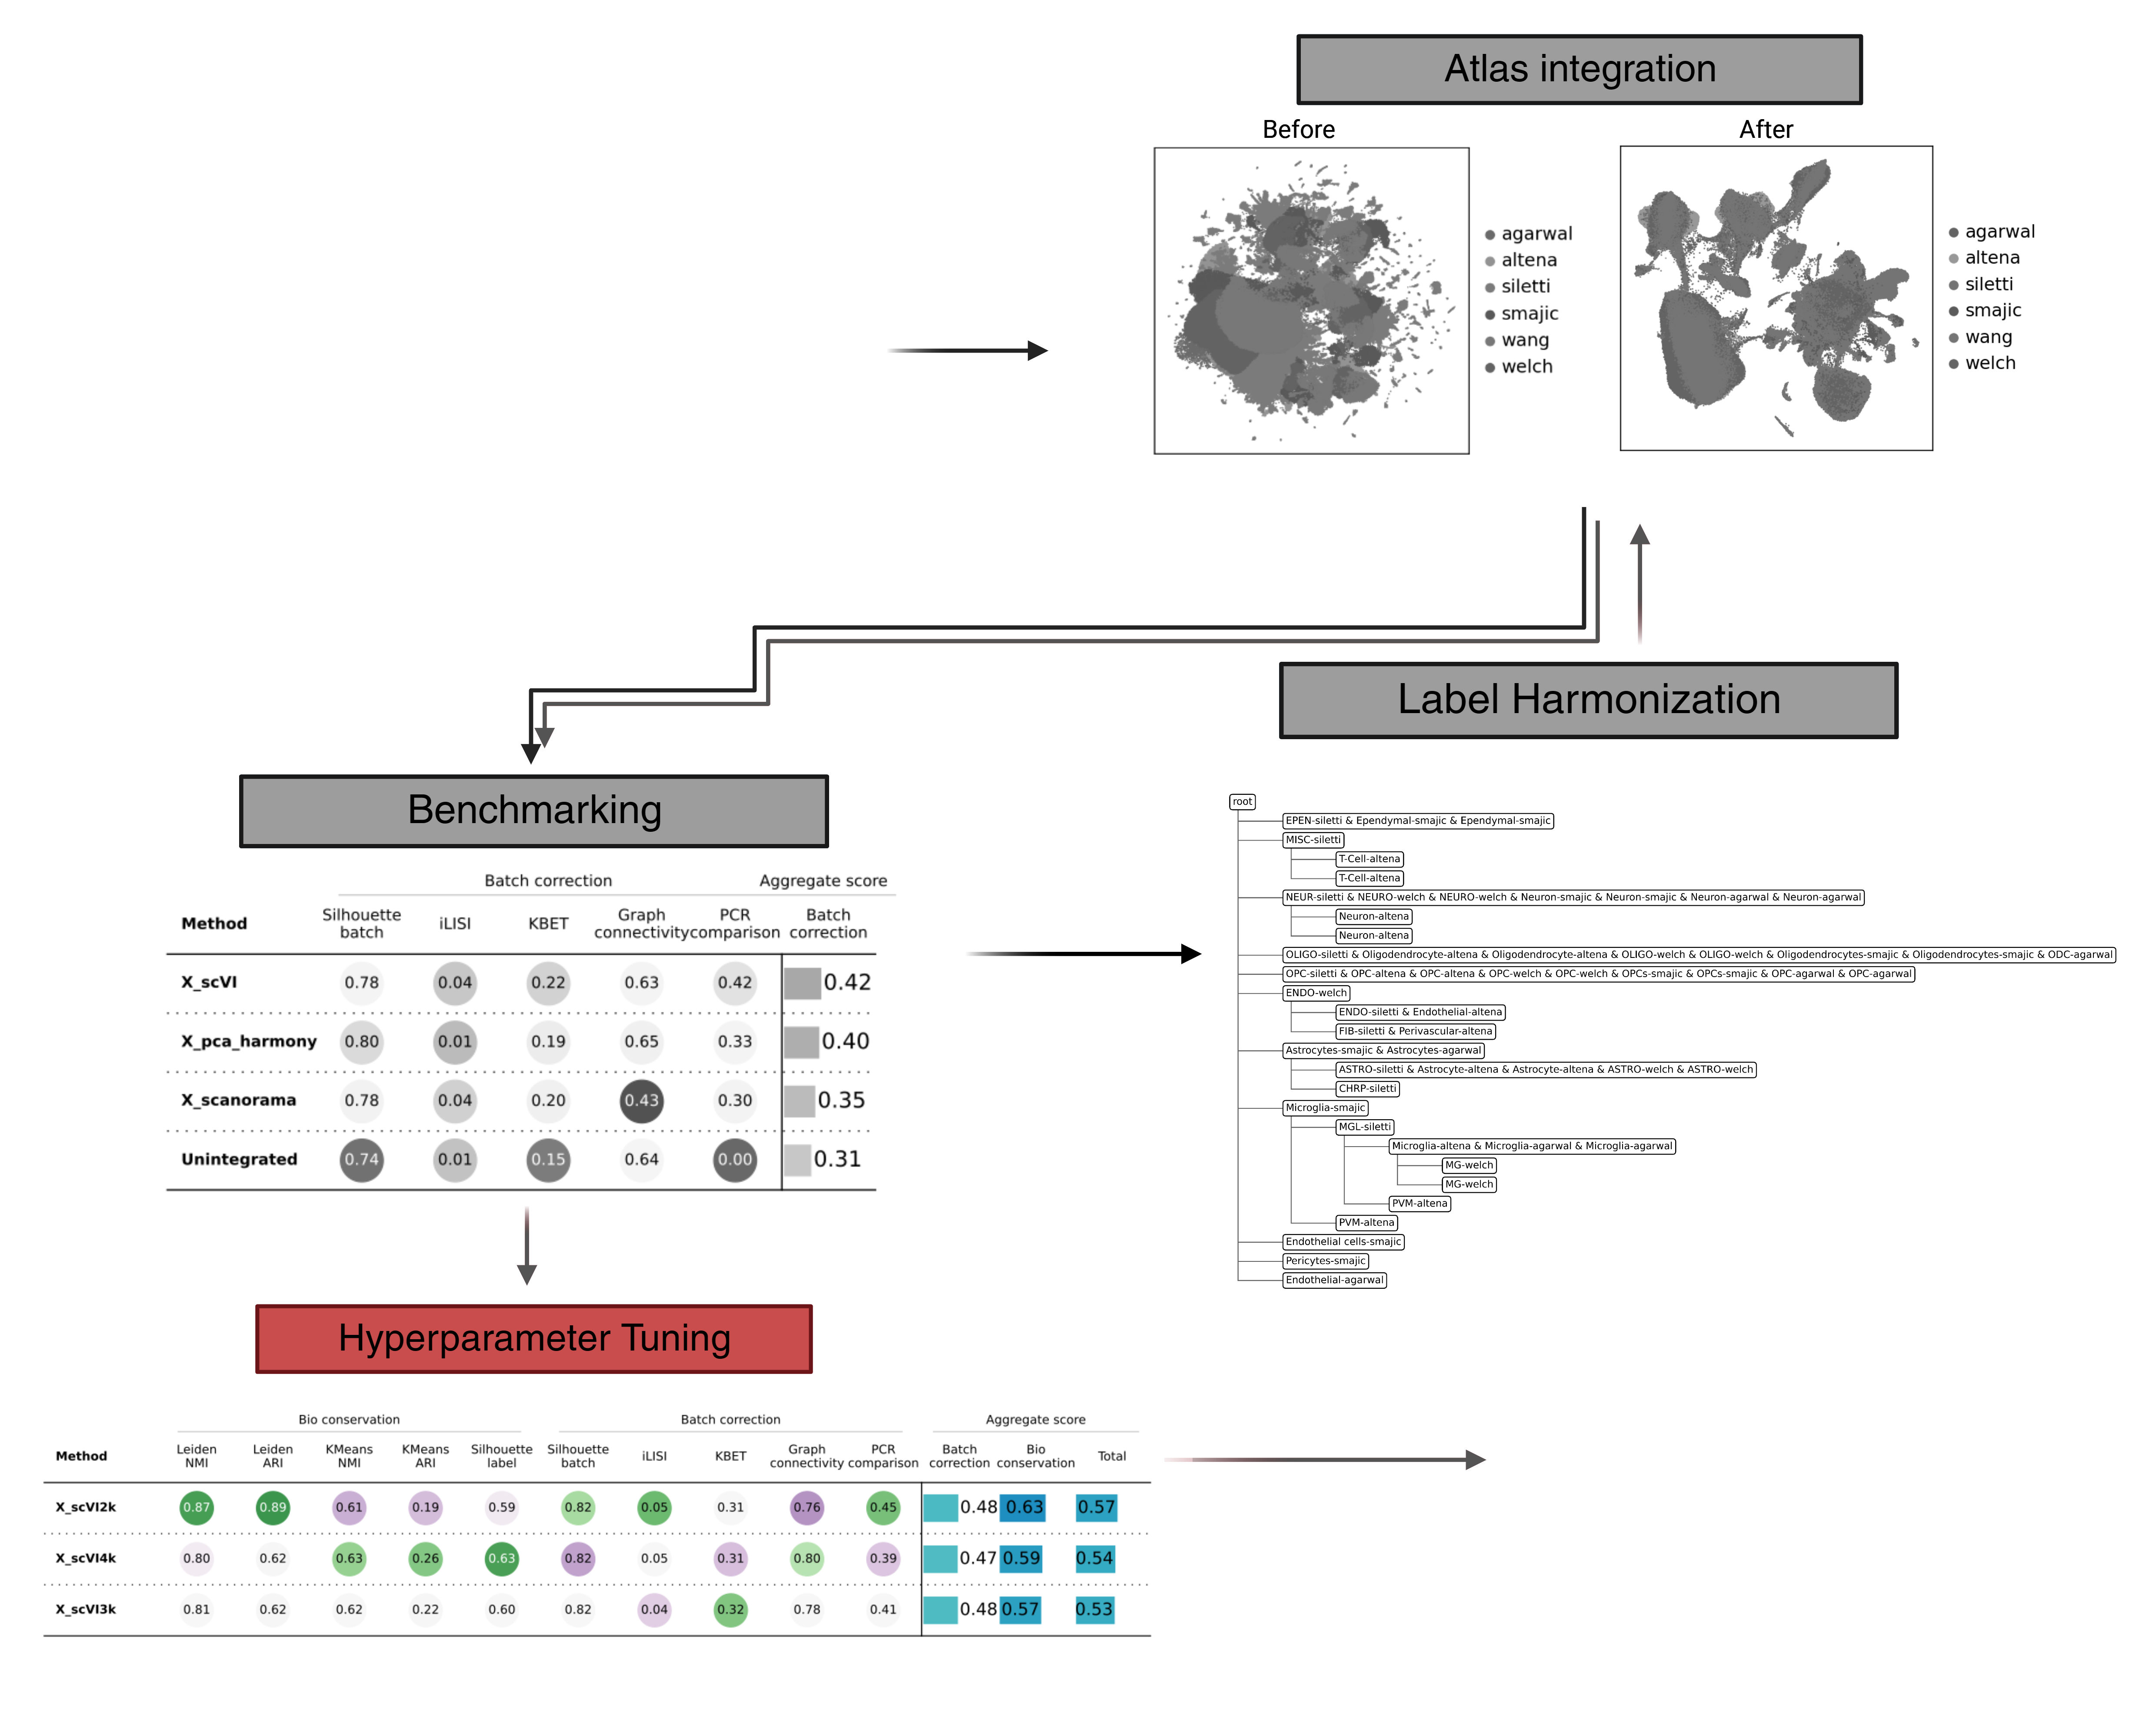 Atlas integration
Before
After
agarwal
altena
siletti
smajic
wang
welch
agarwal
altena
siletti
smajic
wang
welch
Label Harmonization
Benchmarking
Batch correction
Aggregate score
Method
Silhouette batch
iLISI
KBET
Graph connectivity
PCR comparison
Batch correction
X_scVI 0.78 0.04 0.22 0.63 0.42 0.42
X_pca_harmony 0.80 0.01 0.19 0.65 0.33 0.40
X_scanorama 0.78 0.04 0.20 0.43 0.30 0.35
Unintegrated 0.74 0.01 0.15 0.64 0.00 0.31
root
EPEN-siletti & Ependymal-smajic & Ependymal-smajic
MISC-siletti
T-Cell-altena
T-Cell-altena
NEUR-siletti & NEURO-welch & NEURO-welch & Neuron-smajic & Neuron-smajic & Neuron-agarwal & Neuron-agarwal
Neuron-altena
Neuron-altena
OLIGO-siletti & Oligodendrocyte-altena & Oligodendrocyte-altena & OLIGO-welch & OLIGO-welch & Oligodendrocytes-smajic & Oligodendrocytes-smajic & ODC-agarwal
OPC-siletti & OPC-altena & OPC-altena & OPC-welch & OPC-welch & OPCs-smajic & OPCs-smajic & OPC-agarwal & OPC-agarwal
ENDO-welch
ENDO-siletti & Endothelial-altena
FIB-siletti & Perivascular-altena
Astrocytes-smajic & Astrocytes-agarwal
ASTRO-siletti & Astrocyte-altena & Astrocyte-altena & ASTRO-welch & ASTRO-welch
CHRP-siletti
Microglia-smajic
MGL-siletti
Microglia-altena & Microglia-agarwal & Microglia-agarwal
MG-welch
MG-welch
PVM-altena
PVM-altena
Endothelial cells-smajic
Pericytes-smajic
Endothelial-agarwal
Hyperparameter Tuning
Bio conservation
Batch correction
Aggregate score
Method
Leiden NMI
Leiden ARI
KMeans NMI
KMeans ARI
Silhouette label
Silhouette batch
iLISI
KBET
Graph connectivity
PCR comparison
Batch correction
Bio conservation
Total
X_scVI2k 0.87 0.89 0.61 0.19 0.59 0.82 0.05 0.31 0.76 0.45 0.48 0.63 0.57
X_scVI4k 0.80 0.62 0.63 0.26 0.63 0.82 0.05 0.31 0.80 0.39 0.47 0.59 0.54
X_scVI3k 0.81 0.62 0.62 0.22 0.60 0.82 0.04 0.32 0.78 0.41 0.48 0.57 0.53